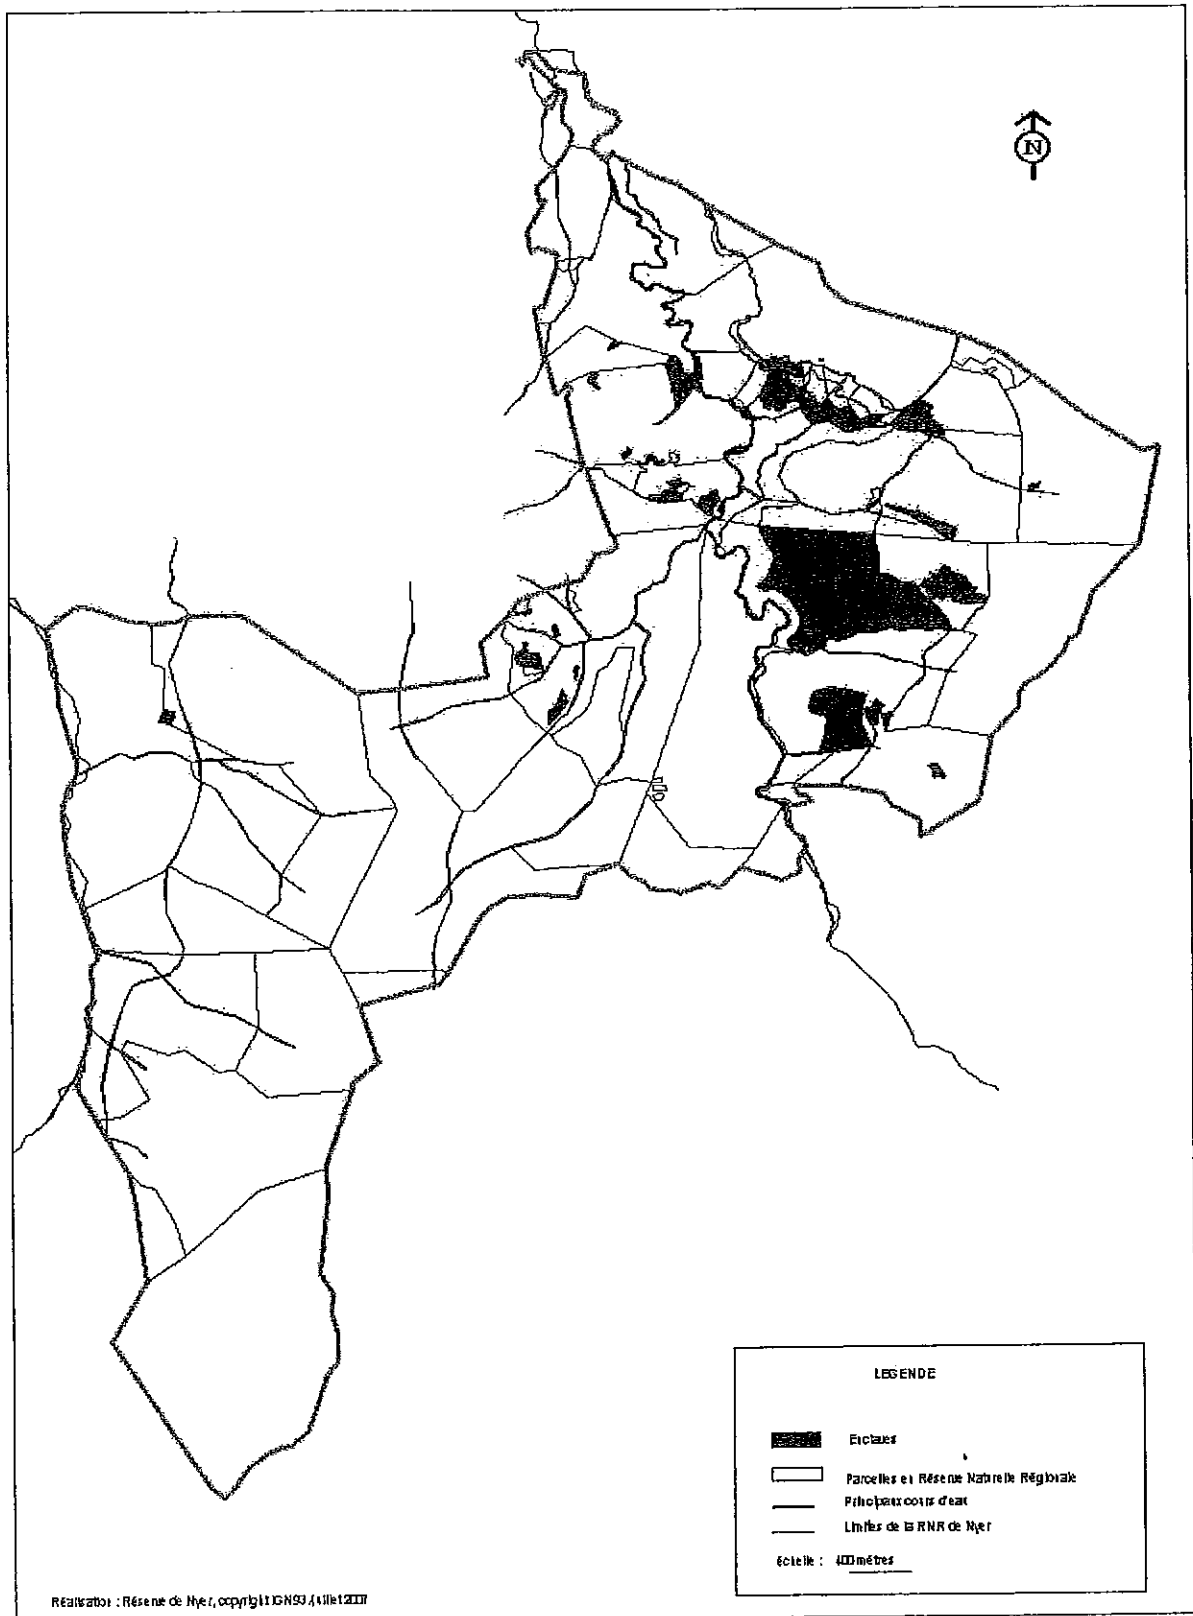 N
LEGENDE
Enclaves
Parcelles en Réserve Naturelle Régionale
Principaux cours d'eau
Limites de la RNR de Nyer
échelle : 400 mètres
Réalisation : Réserve de Nyer, copyright IGN93 /juillet 2007